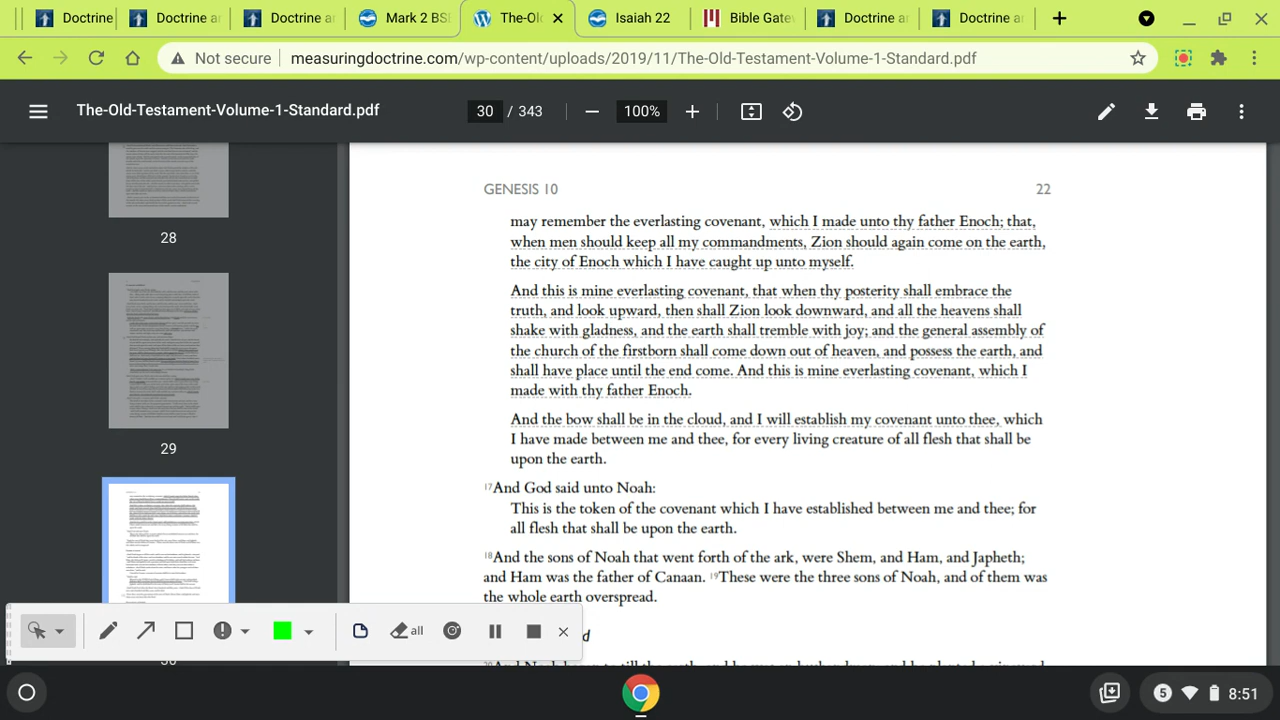 Doctrine a
Doctrine a
Doctrine a
Mark 2 BS
The-Ol
Isaiah 22
Bible Gate
Doctrine a
Doctrine a
Not secure measuringdoctrine.com/wp-content/uploads/2019/11/The-Old-Testament-Volume-1-Standard.pdf
The-Old-Testament-Volume-1-Standard.pdf 30 / 343 100%
28
29
GENESIS 10 22
may remember the everlasting covenant, which I made unto thy father Enoch; that,
when men should keep all my commandments, Zion should again come on the earth,
the city of Enoch which I have caught up unto myself.
And this is mine everlasting covenant, that when thy posterity shall embrace the
truth, and look upward, then shall Zion look downward, and all the heavens shall
shake with gladness, and the earth shall tremble with joy; and the general assembly of
the church of the firstborn shall come down out of heaven, and possess the earth, and
shall have place until the end come. And this is mine everlasting covenant, which I
made with thy father Enoch.
And the bow shall be in the cloud, and I will establish my covenant unto thee, which
I have made between me and thee, for every living creature of all flesh that shall be
upon the earth.
17And God said unto Noah:
This is the token of the covenant which I have established between me and thee; for
all flesh that shall be upon the earth.
18And the sons of Noah that went forth of the ark, were Shem, and Ham, and Japheth;
and Ham was the father of Canaan. 19These were the three sons of Noah, and of them was
the whole earth overspread.
all
5 8:51